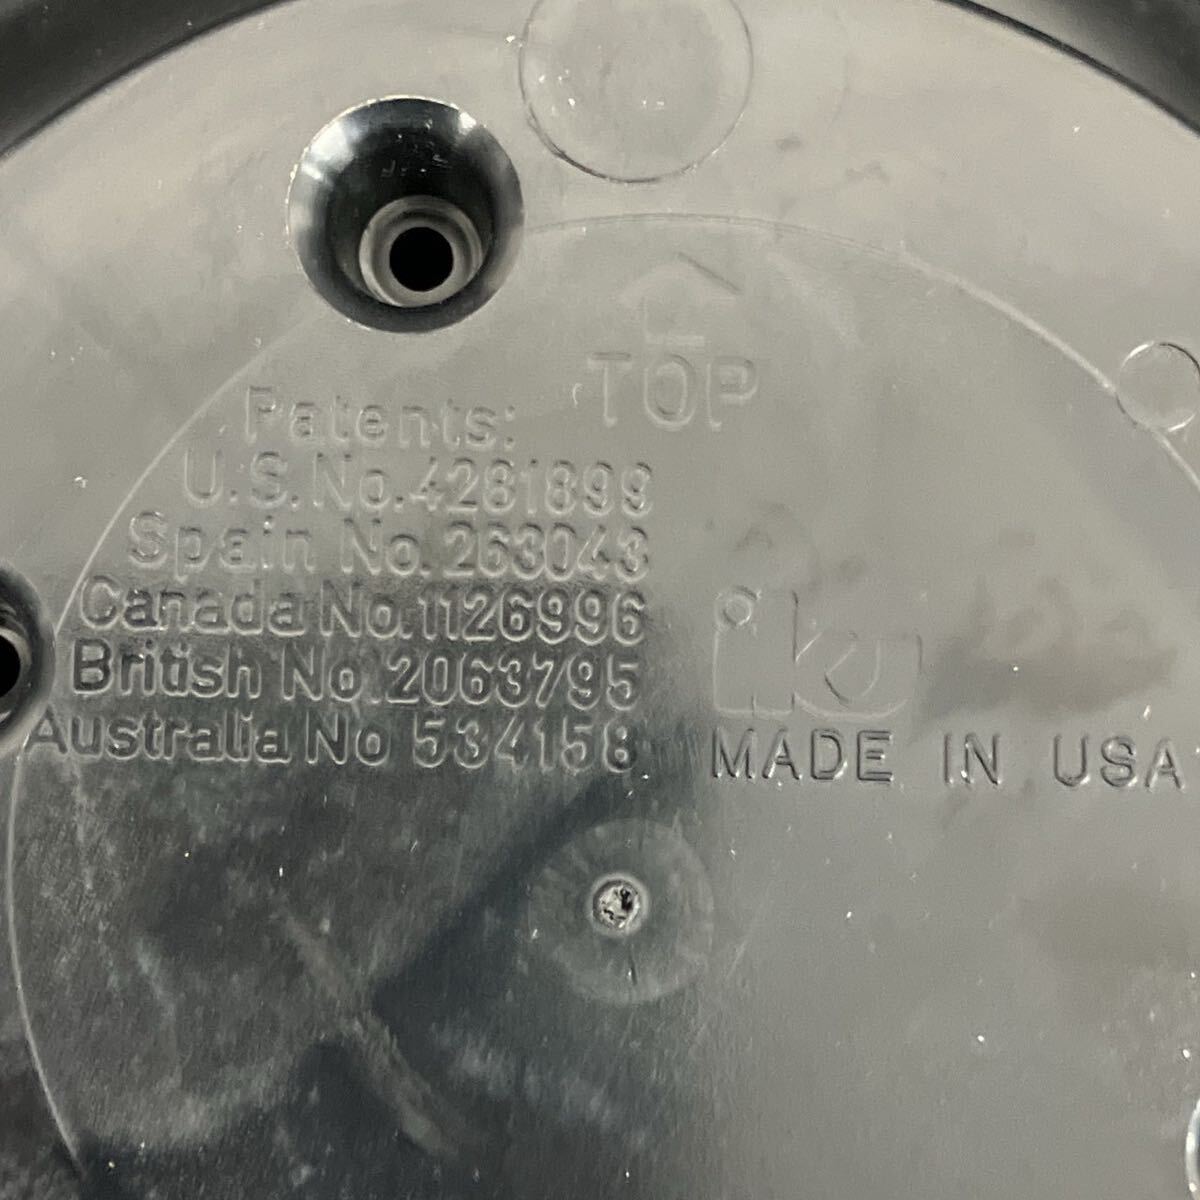 TOP
Patents:
U.S. No. 4281899
Spain No. 263043
Canada No. 1126996
British No. 2063795
Australia No 534158
iku
MADE IN USA